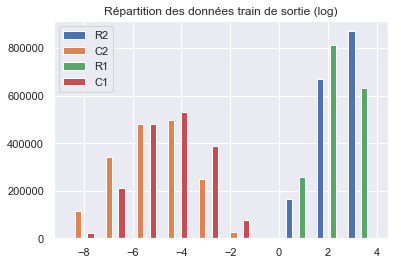 Répartition des données train de sortie (log)
R2
C2
R1
C1
800000
600000
400000
200000
0
−8
−6
−4
−2
0
2
4